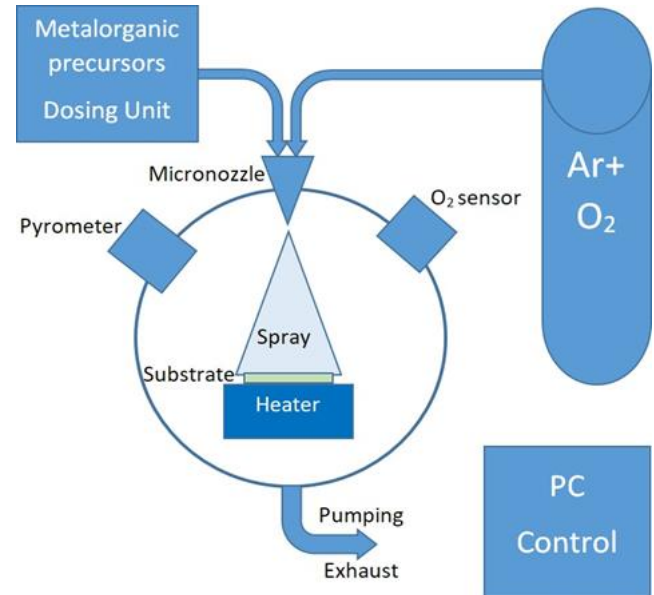 Metalorganic
precursors
Dosing Unit
Micronozzle
Ar+
O₂
O₂ sensor
Pyrometer
Spray
Substrate
Heater
Pumping
Exhaust
PC
Control